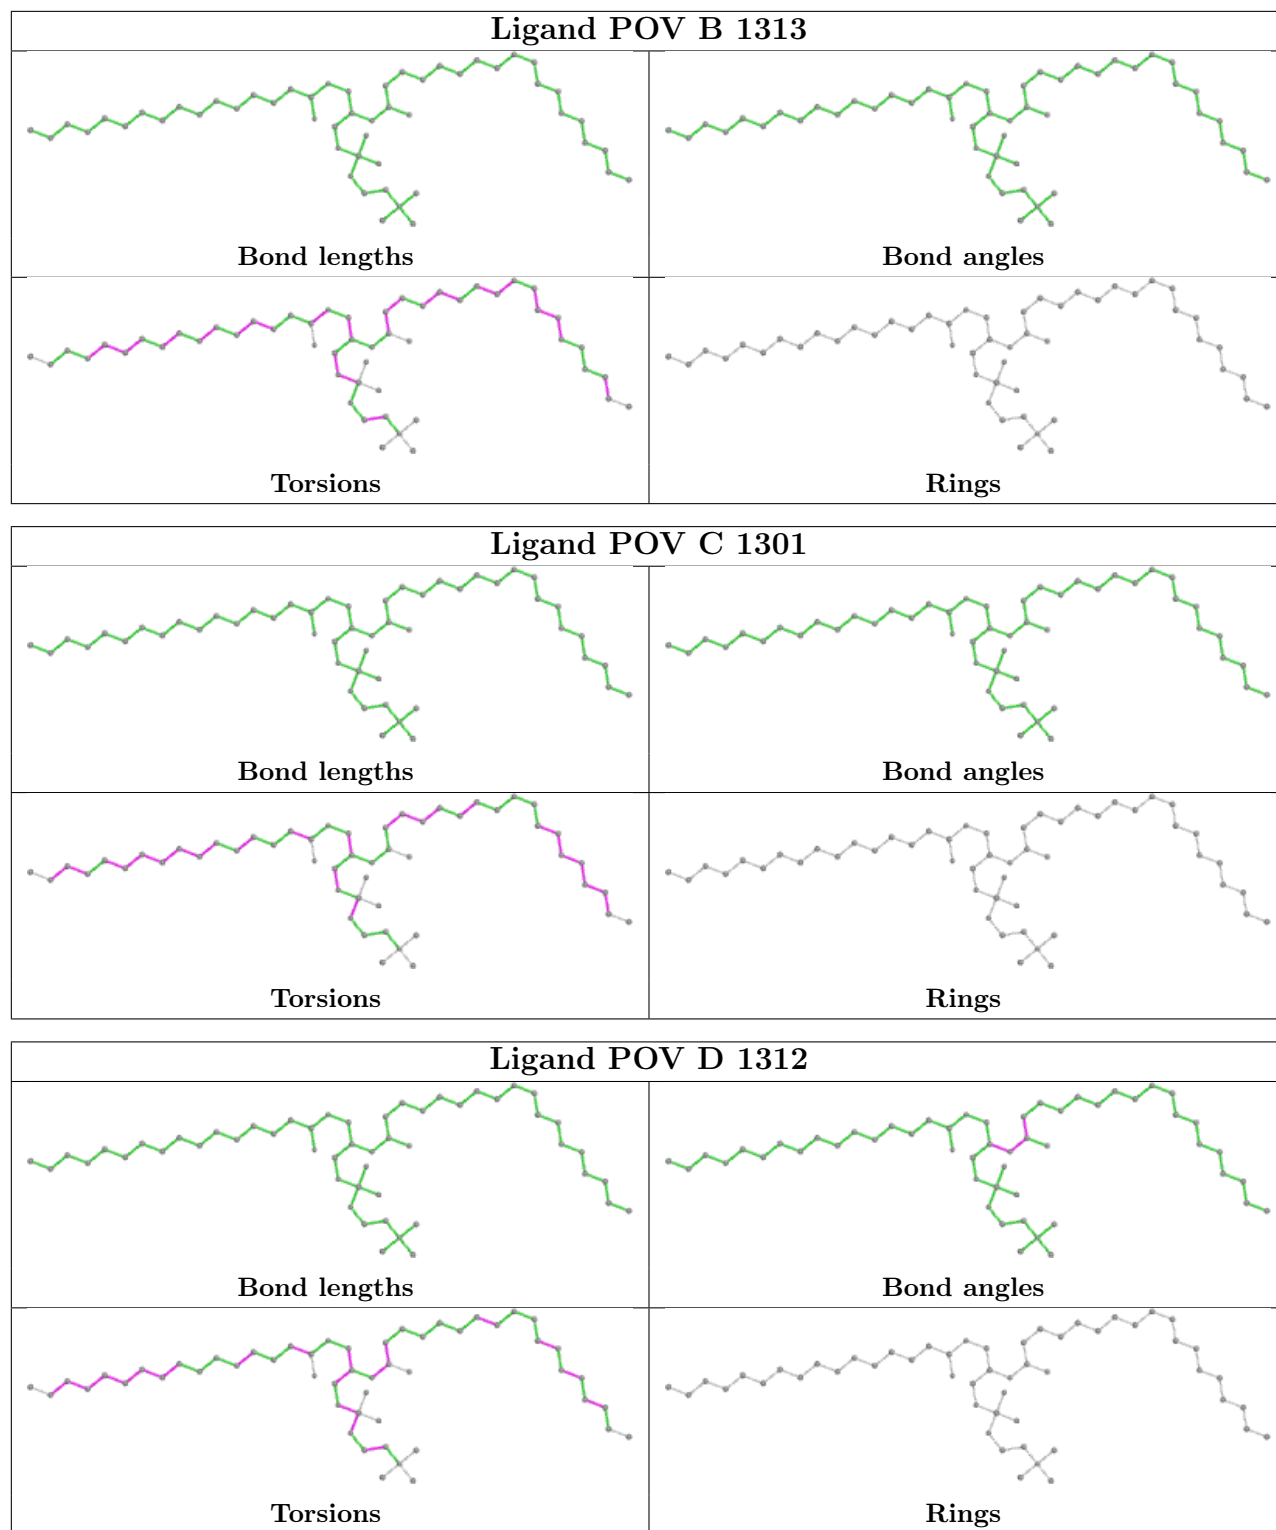 Ligand POV B 1313
Bond lengths
Bond angles
Torsions
Rings
Ligand POV C 1301
Bond lengths
Bond angles
Torsions
Rings
Ligand POV D 1312
Bond lengths
Bond angles
Torsions
Rings